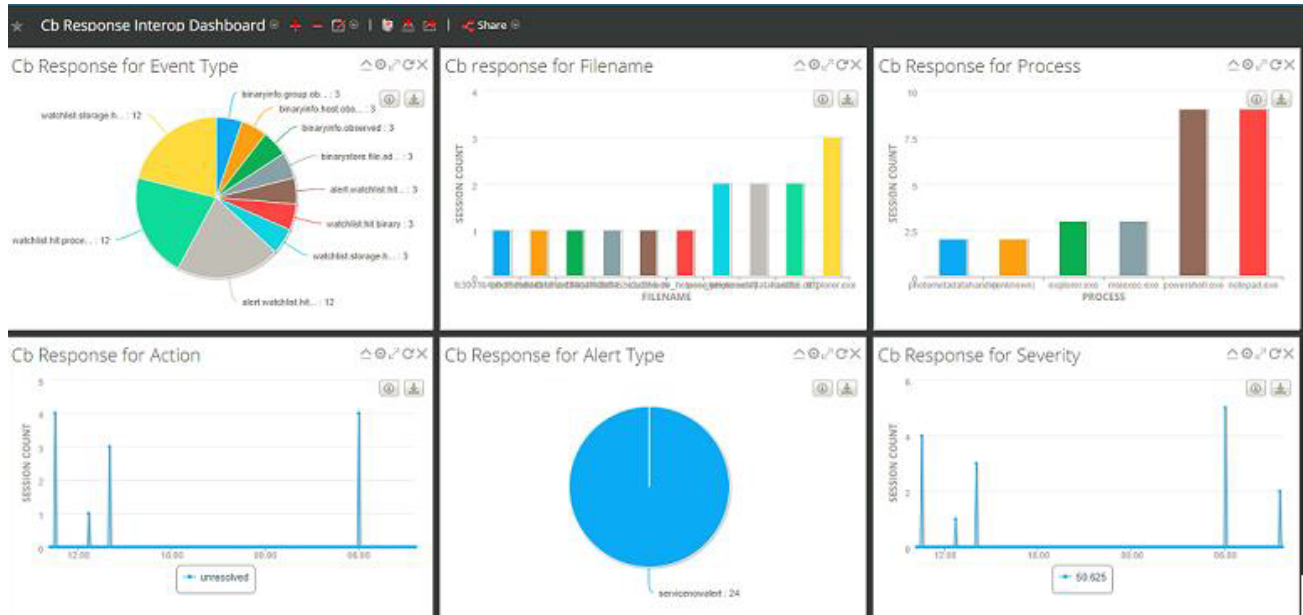 Cb Response Interop Dashboard
Share
Cb Response for Event Type
binaryinfo.group.ob... : 3
binaryinfo.host.obs... : 3
binaryinfo.observed : 3
binarystore.file.ad... : 3
alert.watchlist.hit... : 3
watchlist.hit.binary : 3
watchlist.storage.h... : 3
alert.watchlist.hit... : 12
watchlist.hit.proce... : 12
watchlist.storage.h... : 12
Cb response for Filename
SESSION COUNT
4
3
2
1
0
FILENAME
Cb Response for Process
SESSION COUNT
10
7.5
5
2.5
0
explorer.exe
msiexec.exe
powershell.exe
notepad.exe
PROCESS
Cb Response for Action
SESSION COUNT
5
4
3
2
1
0
12:00
16:00
00:00
06:00
unresolved
Cb Response for Alert Type
servicenowalert : 24
Cb Response for Severity
SESSION COUNT
6
4
2
0
12:00
16:00
00:00
06:00
50.625